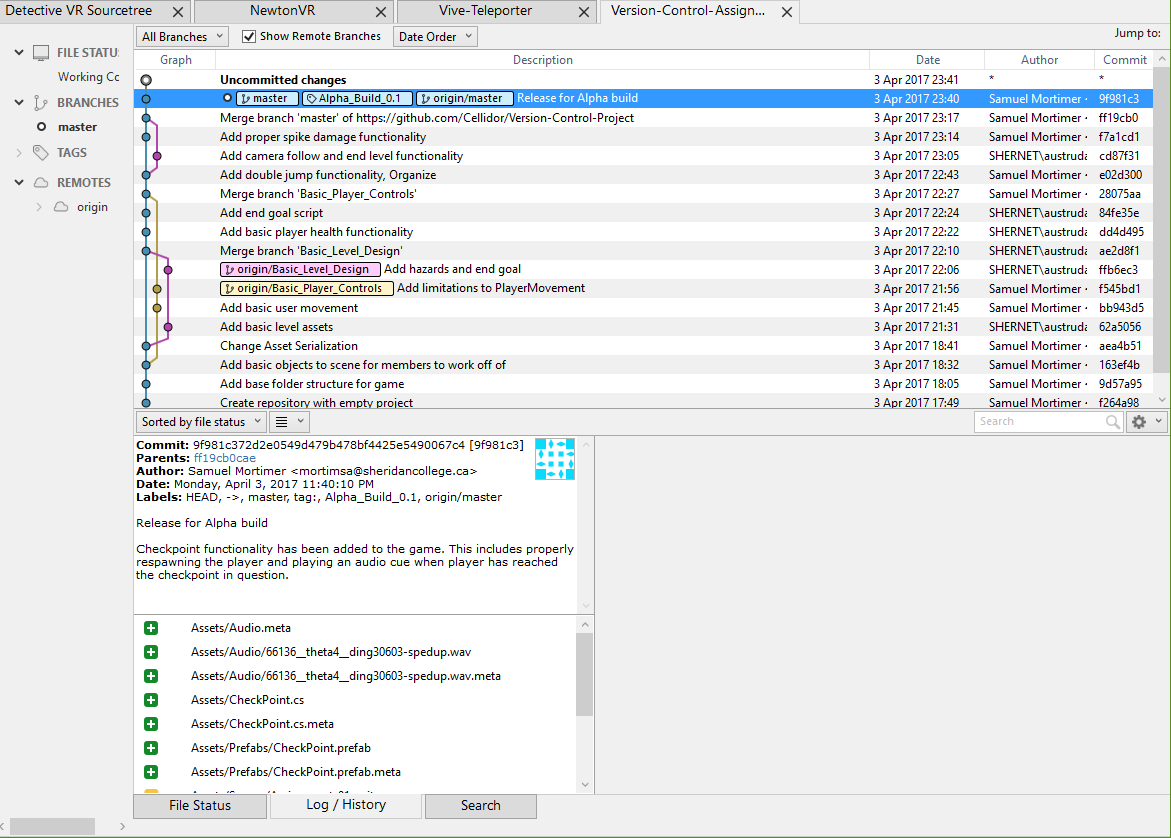 Detective VR Sourcetree NewtonVR Vive-Teleporter Version-Control-Assign...
All Branches Show Remote Branches Date Order Jump to:
FILE STATU
Working Cc
BRANCHES
master
TAGS
REMOTES
origin
Graph Description Date Author Commit
Uncommitted changes 3 Apr 2017 23:41 * *
master Alpha_Build_0.1 origin/master Release for Alpha build 3 Apr 2017 23:40 Samuel Mortimer 9f981c3
Merge branch 'master' of https://github.com/Cellidor/Version-Control-Project 3 Apr 2017 23:17 Samuel Mortimer ff19cb0
Add proper spike damage functionality 3 Apr 2017 23:14 Samuel Mortimer f7a1cd1
Add camera follow and end level functionality 3 Apr 2017 23:05 SHERNET\austruda cd87f31
Add double jump functionality, Organize 3 Apr 2017 22:43 Samuel Mortimer e02d300
Merge branch 'Basic_Player_Controls' 3 Apr 2017 22:27 Samuel Mortimer 28075aa
Add end goal script 3 Apr 2017 22:24 SHERNET\austruda 84fe35e
Add basic player health functionality 3 Apr 2017 22:22 SHERNET\austruda dd4d495
Merge branch 'Basic_Level_Design' 3 Apr 2017 22:10 Samuel Mortimer ae2d8f1
origin/Basic_Level_Design Add hazards and end goal 3 Apr 2017 22:06 SHERNET\austruda ffb6ec3
origin/Basic_Player_Controls Add limitations to PlayerMovement 3 Apr 2017 21:56 Samuel Mortimer f545bd1
Add basic user movement 3 Apr 2017 21:45 Samuel Mortimer bb943d5
Add basic level assets 3 Apr 2017 21:31 SHERNET\austruda 62a5056
Change Asset Serialization 3 Apr 2017 18:41 Samuel Mortimer aea4b51
Add basic objects to scene for members to work off of 3 Apr 2017 18:32 Samuel Mortimer 163ef4b
Add base folder structure for game 3 Apr 2017 18:05 Samuel Mortimer 9d57a95
Create repository with empty project 3 Apr 2017 17:49 Samuel Mortimer f264a98
Sorted by file status Search
Commit: 9f981c372d2e0549d479b478bf4425e5490067c4 [9f981c3]
Parents: ff19cb0cae
Author: Samuel Mortimer <mortimsa@sheridancollege.ca>
Date: Monday, April 3, 2017 11:40:10 PM
Labels: HEAD, ->, master, tag:, Alpha_Build_0.1, origin/master
Release for Alpha build
Checkpoint functionality has been added to the game. This includes properly
respawning the player and playing an audio cue when player has reached
the checkpoint in question.
Assets/Audio.meta
Assets/Audio/66136__theta4__ding30603-spedup.wav
Assets/Audio/66136__theta4__ding30603-spedup.wav.meta
Assets/CheckPoint.cs
Assets/CheckPoint.cs.meta
Assets/Prefabs/CheckPoint.prefab
Assets/Prefabs/CheckPoint.prefab.meta
File Status Log / History Search